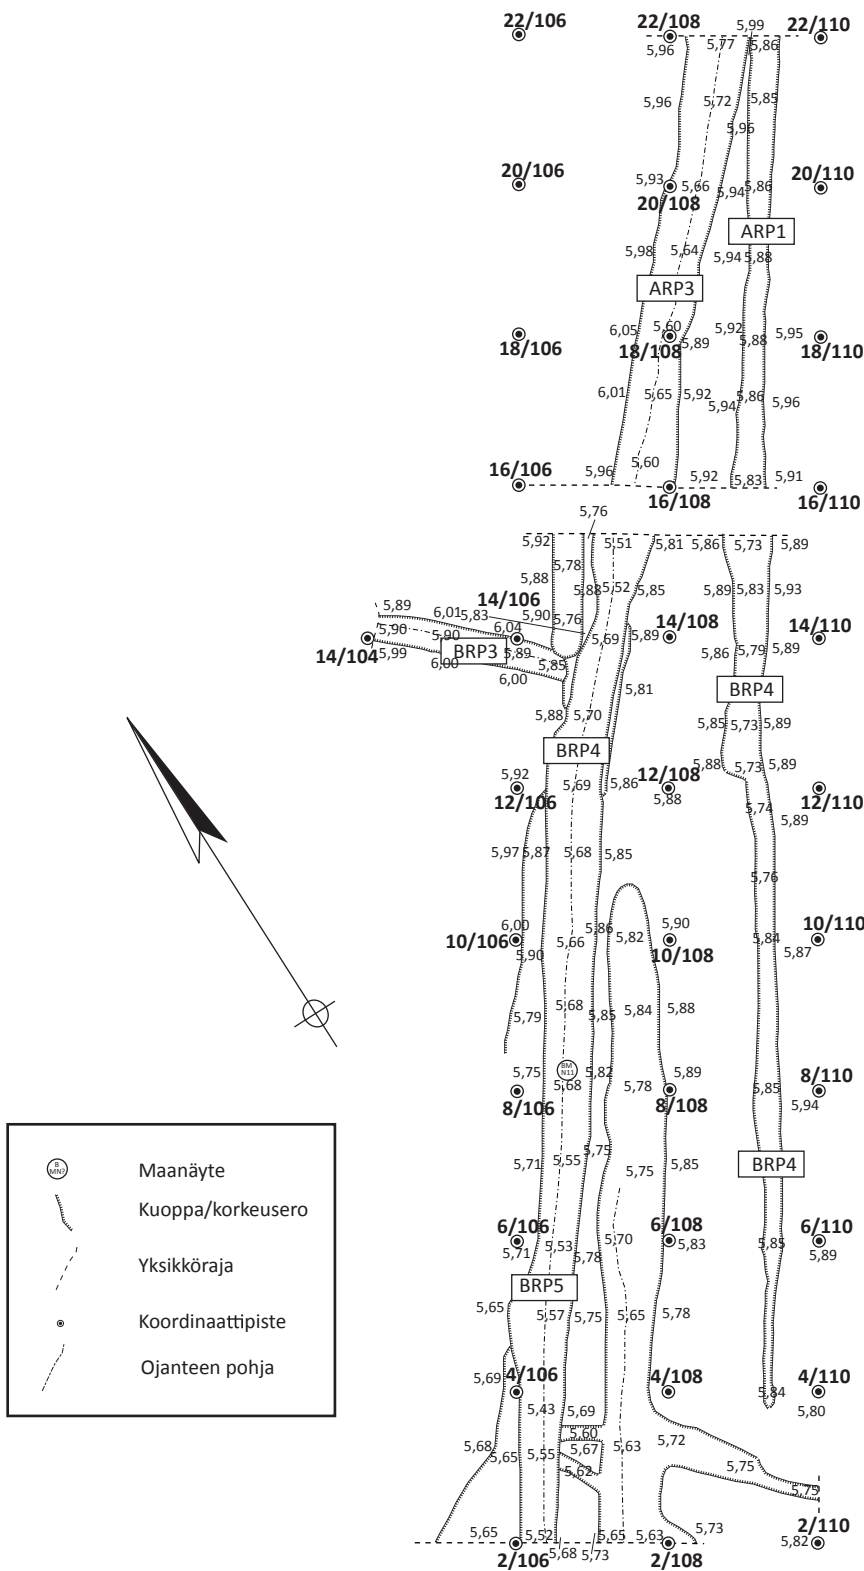 22/106 22/108 5,99 22/110
5,96 5,77 5,86
5,96 5,72 5,85
5,96
20/106 5,93 5,66 5,94 5,86 20/110
20/108
ARP1
5,98 5,64 5,94 5,88
ARP3
6,05 5,60 5,92 5,95
18/106 18/108 5,89 5,88 18/110
6,01 5,65 5,92 5,94 5,86 5,96
16/106 5,96 5,60 5,92 5,83 5,91
16/108 16/110
5,76
5,92 5,51 5,81 5,86 5,73 5,89
5,78
5,88 5,88 5,52 5,85 5,89 5,83 5,93
5,89 6,01 5,83 14/106 5,90 5,76
5,90 5,90 6,04 5,69 5,89 14/108 14/110
14/104 5,99 6,00 BRP3 5,89 5,85 5,86 5,79 5,89
6,00 5,81 BRP4
5,88 5,70 5,85 5,73 5,89
BRP4
5,92 5,69 5,86 12/108 5,88 5,73 5,89
12/106 5,88 5,74 12/110
5,89
5,97 5,87 5,68 5,85
5,76
6,00 5,86 5,82 5,90 5,84 10/110
10/106 5,90 5,66 10/108 5,87
5,79 5,68 5,85 5,84 5,88
5,75 BM N11 5,82 5,89 8/110
8/106 5,68 5,78 8/108 5,85 5,94
5,71 5,55 5,75 5,75 5,85
BRP4
6/106 5,53 5,70 6/108 5,85 6/110
5,71 5,78 5,83 5,89
BRP5
5,65 5,57 5,75 5,65 5,78
5,69 4/106 4/108 5,84 4/110
5,43 5,69 5,80
5,60
5,68 5,65 5,55 5,67 5,63 5,72
5,62 5,75
5,75
5,65 5,52 5,65 5,63 5,73 2/110
2/106 5,68 5,73 2/108 5,82
B MN? Maanäyte
Kuoppa/korkeusero
Yksikköraja
Koordinaattipiste
Ojanteen pohja